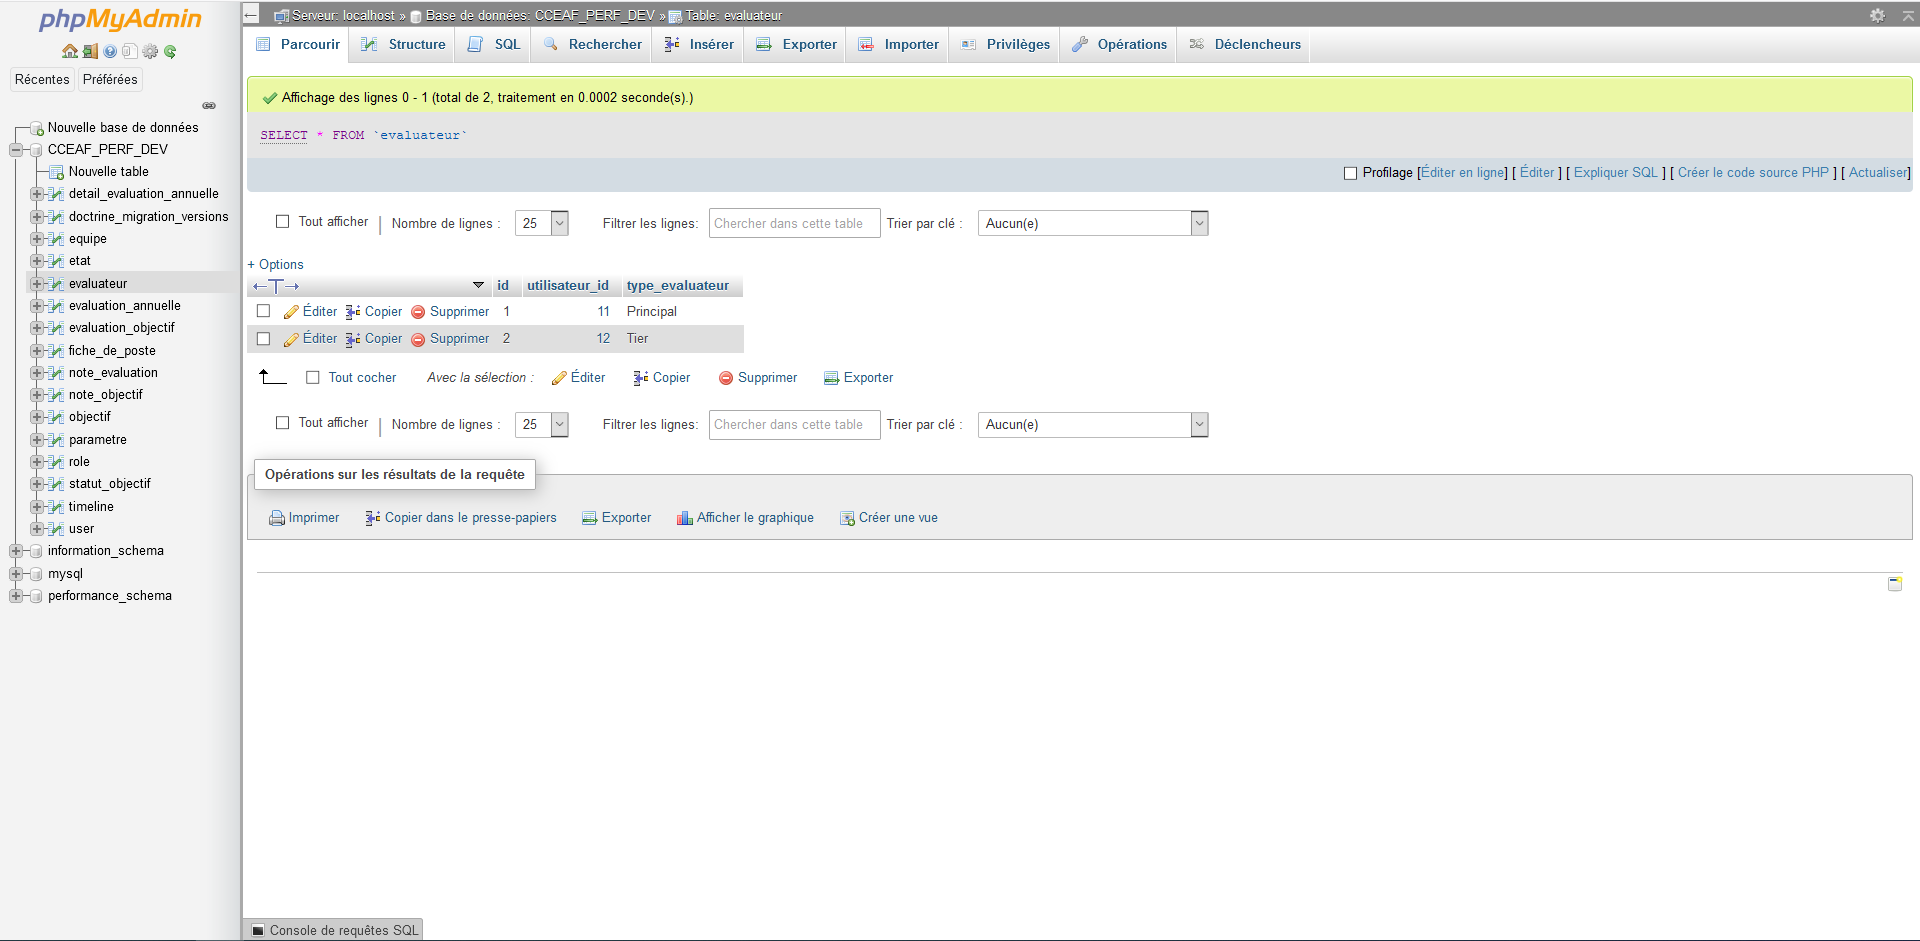 phpMyAdmin
Récentes Préférées
Nouvelle base de données
CCEAF_PERF_DEV
Nouvelle table
detail_evaluation_annuelle
doctrine_migration_versions
equipe
etat
evaluateur
evaluation_annuelle
evaluation_objectif
fiche_de_poste
note_evaluation
note_objectif
objectif
parametre
role
statut_objectif
timeline
user
information_schema
mysql
performance_schema
Serveur: localhost » Base de données: CCEAF_PERF_DEV » Table: evaluateur
Parcourir Structure SQL Rechercher Insérer Exporter Importer Privilèges Opérations Déclencheurs
Affichage des lignes 0 - 1 (total de 2, traitement en 0.0002 seconde(s).)
SELECT * FROM `evaluateur`
Profilage [Éditer en ligne] [ Éditer ] [ Expliquer SQL ] [ Créer le code source PHP ] [ Actualiser]
Tout afficher | Nombre de lignes : 25 Filtrer les lignes: Chercher dans cette table Trier par clé : Aucun(e)
+ Options
←T→ id utilisateur_id type_evaluateur
Éditer Copier Supprimer 1 11 Principal
Éditer Copier Supprimer 2 12 Tier
Tout cocher Avec la sélection : Éditer Copier Supprimer Exporter
Tout afficher | Nombre de lignes : 25 Filtrer les lignes: Chercher dans cette table Trier par clé : Aucun(e)
Opérations sur les résultats de la requête
Imprimer Copier dans le presse-papiers Exporter Afficher le graphique Créer une vue
Console de requêtes SQL